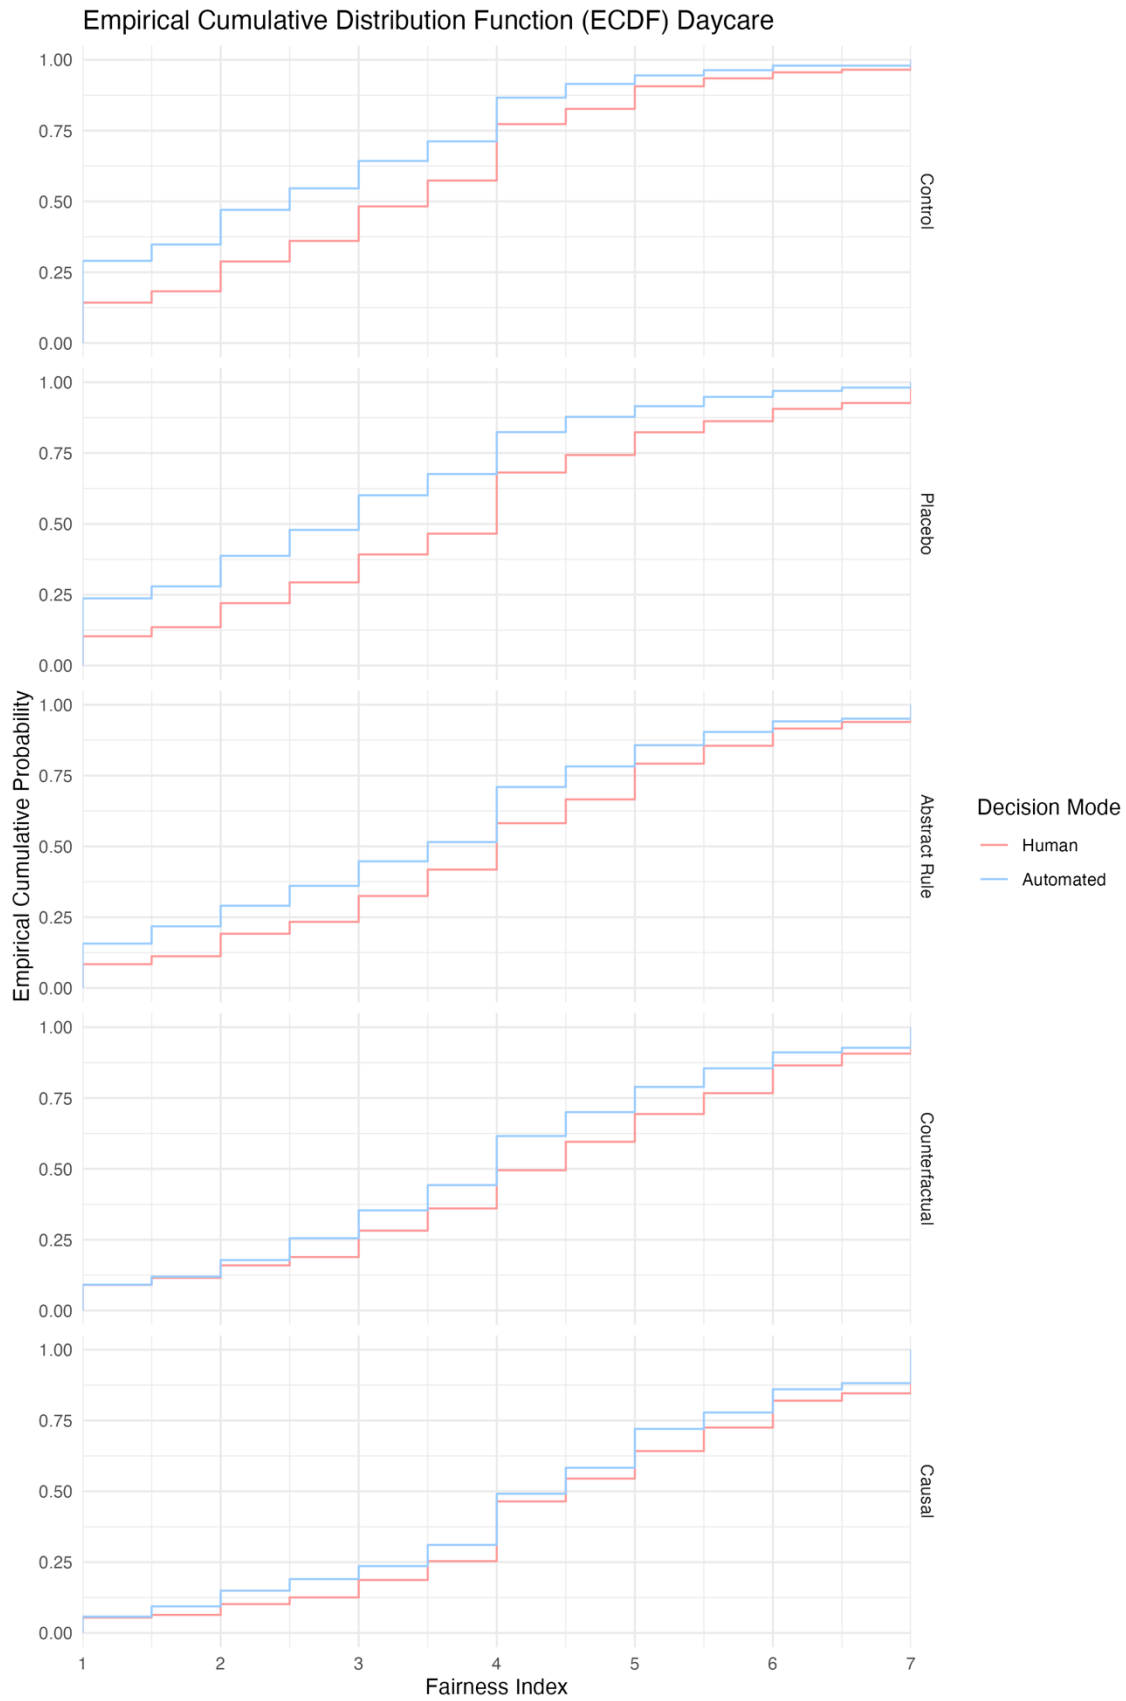 Empirical Cumulative Distribution Function (ECDF) Daycare
1.00
0.75
0.50
0.25
0.00
Control
1.00
0.75
0.50
0.25
0.00
Placebo
1.00
0.75
0.50
0.25
0.00
Abstract Rule
1.00
0.75
0.50
0.25
0.00
Counterfactual
1.00
0.75
0.50
0.25
0.00
Causal
Empirical Cumulative Probability
1 2 3 4 5 6 7
Fairness Index
Decision Mode
Human
Automated